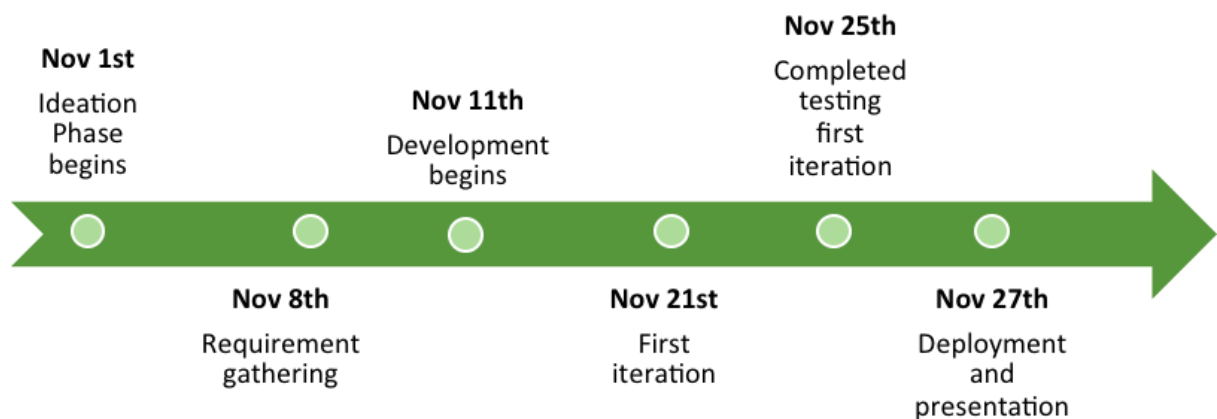 Nov 1st
Ideation
Phase
begins
Nov 8th
Requirement
gathering
Nov 11th
Development
begins
Nov 21st
First
iteration
Nov 25th
Completed
testing
first
iteration
Nov 27th
Deployment
and
presentation